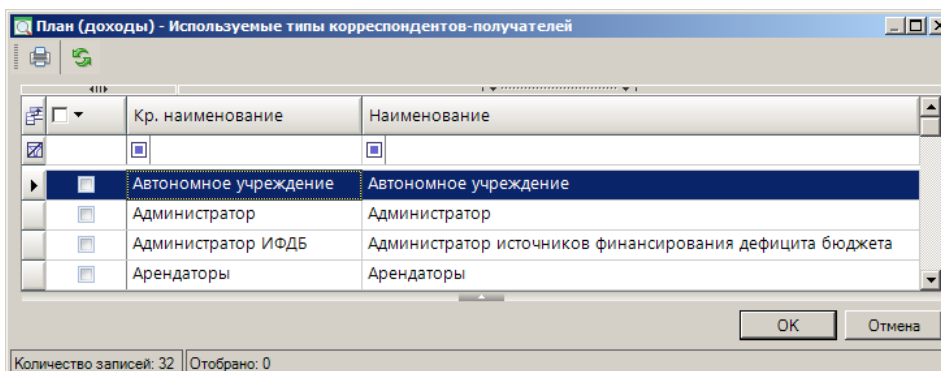 План (доходы) - Используемые типы корреспондентов-получателей
Кр. наименование Наименование
Автономное учреждение Автономное учреждение
Администратор Администратор
Администратор ИФДБ Администратор источников финансирования дефицита бюджета
Арендаторы Арендаторы
OK Отмена
Количество записей: 32 Отобрано: 0